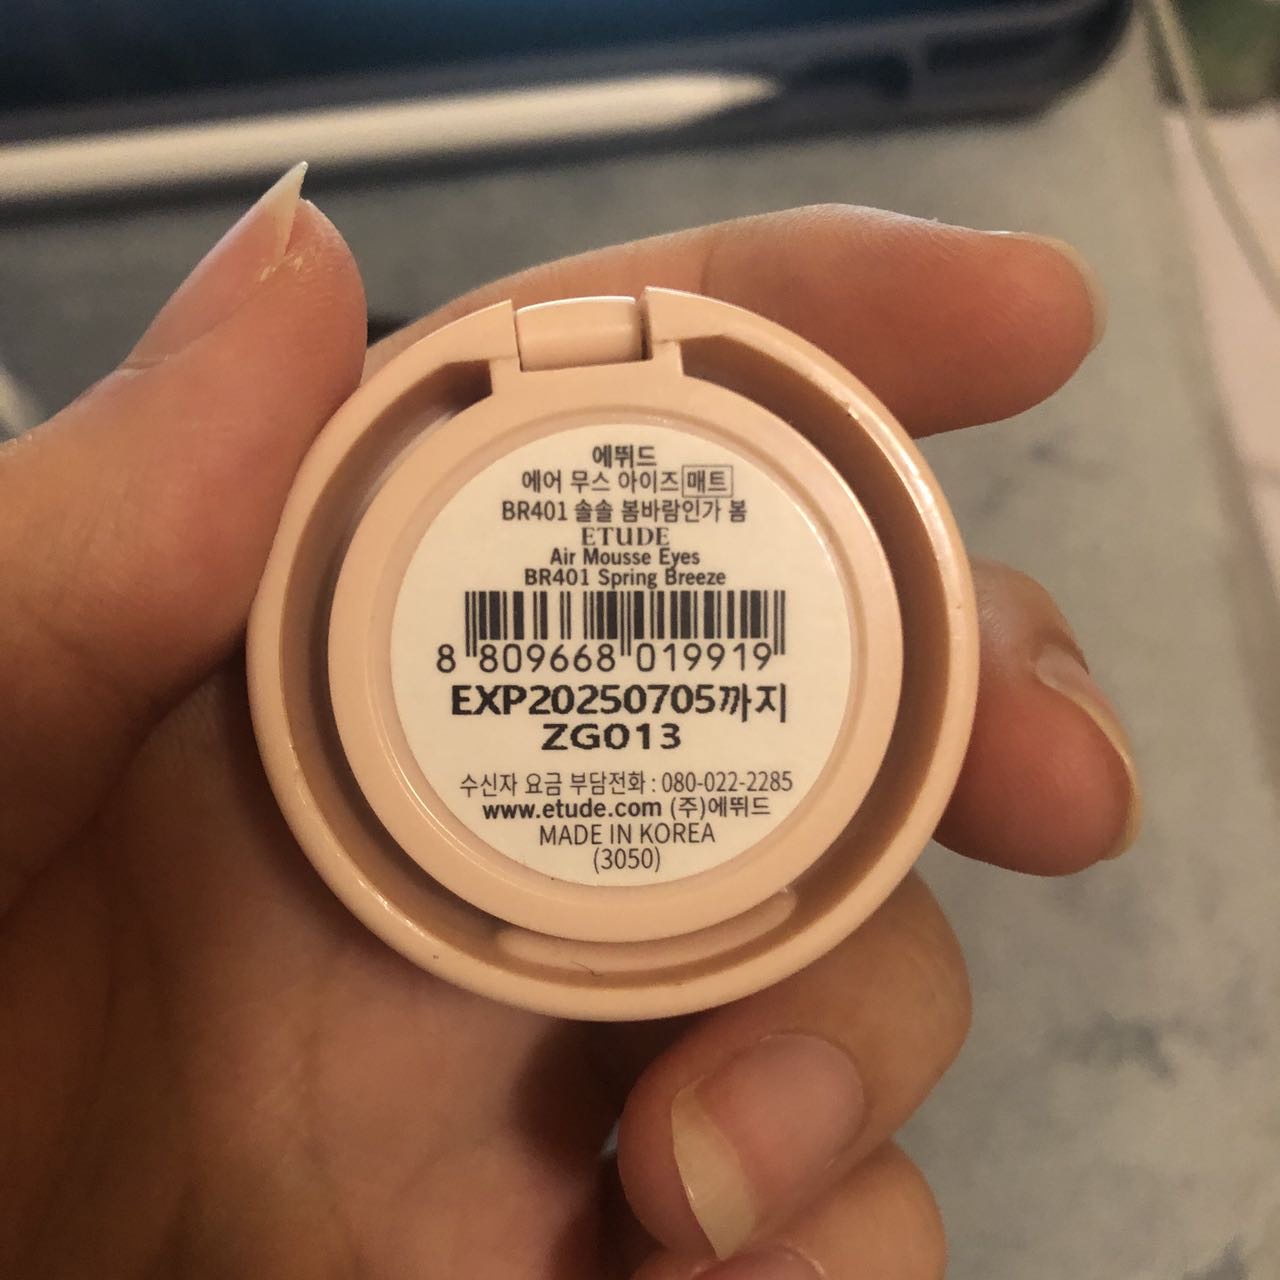 에뛰드
에어 무스 아이즈 매트
BR401 솔솔 봄바람인가 봄
ETUDE
Air Mousse Eyes
BR401 Spring Breeze
8 809668 019919
EXP20250705까지
ZG013
수신자 요금 부담전화 : 080-022-2285
www.etude.com (주)에뛰드
MADE IN KOREA
(3050)